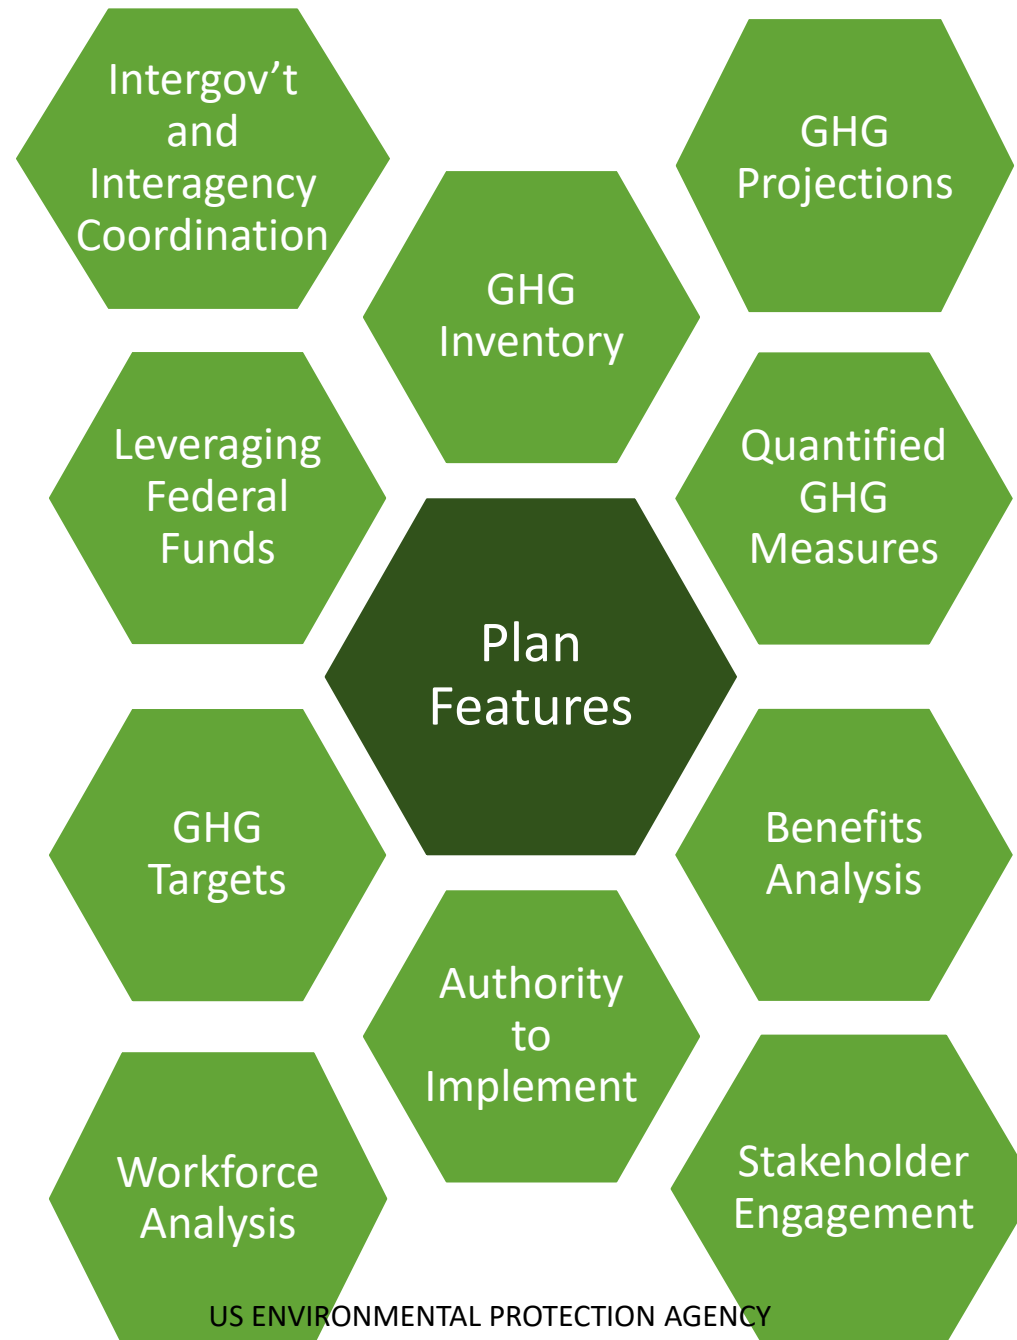 Intergov’t
and
Interagency
Coordination
GHG
Projections
GHG
Inventory
Leveraging
Federal
Funds
Quantified
GHG
Measures
Plan
Features
GHG
Targets
Benefits
Analysis
Authority
to
Implement
Workforce
Analysis
Stakeholder
Engagement
US ENVIRONMENTAL PROTECTION AGENCY